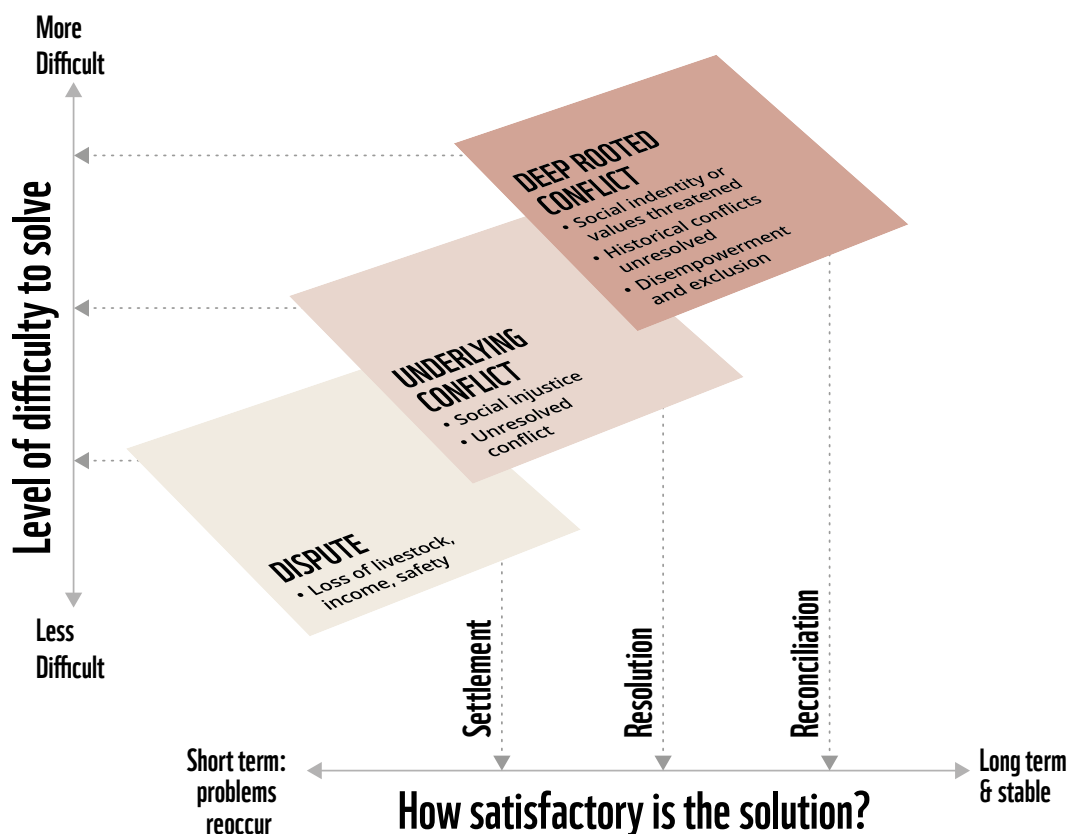 More
Difficult
Level of difficulty to solve
DEEP ROOTED
CONFLICT
• Social indentity or
values threatened
• Historical conflicts
unresolved
• Disempowerment
and exclusion
UNDERLYING
CONFLICT
• Social injustice
• Unresolved
conflict
DISPUTE
• Loss of livestock,
income, safety
Less
Difficult
Settlement
Resolution
Reconciliation
Short term:
problems
reoccur
Long term
& stable
How satisfactory is the solution?